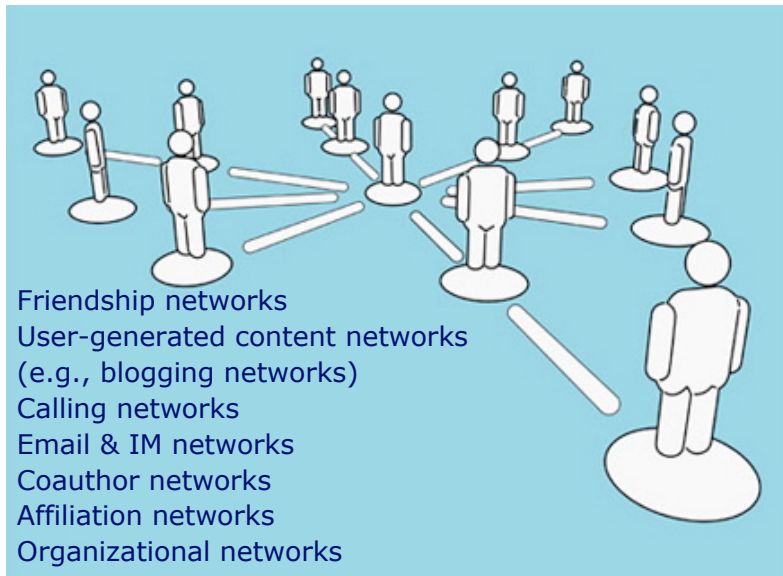 Friendship networks
User-generated content networks
(e.g., blogging networks)
Calling networks
Email & IM networks
Coauthor networks
Affiliation networks
Organizational networks